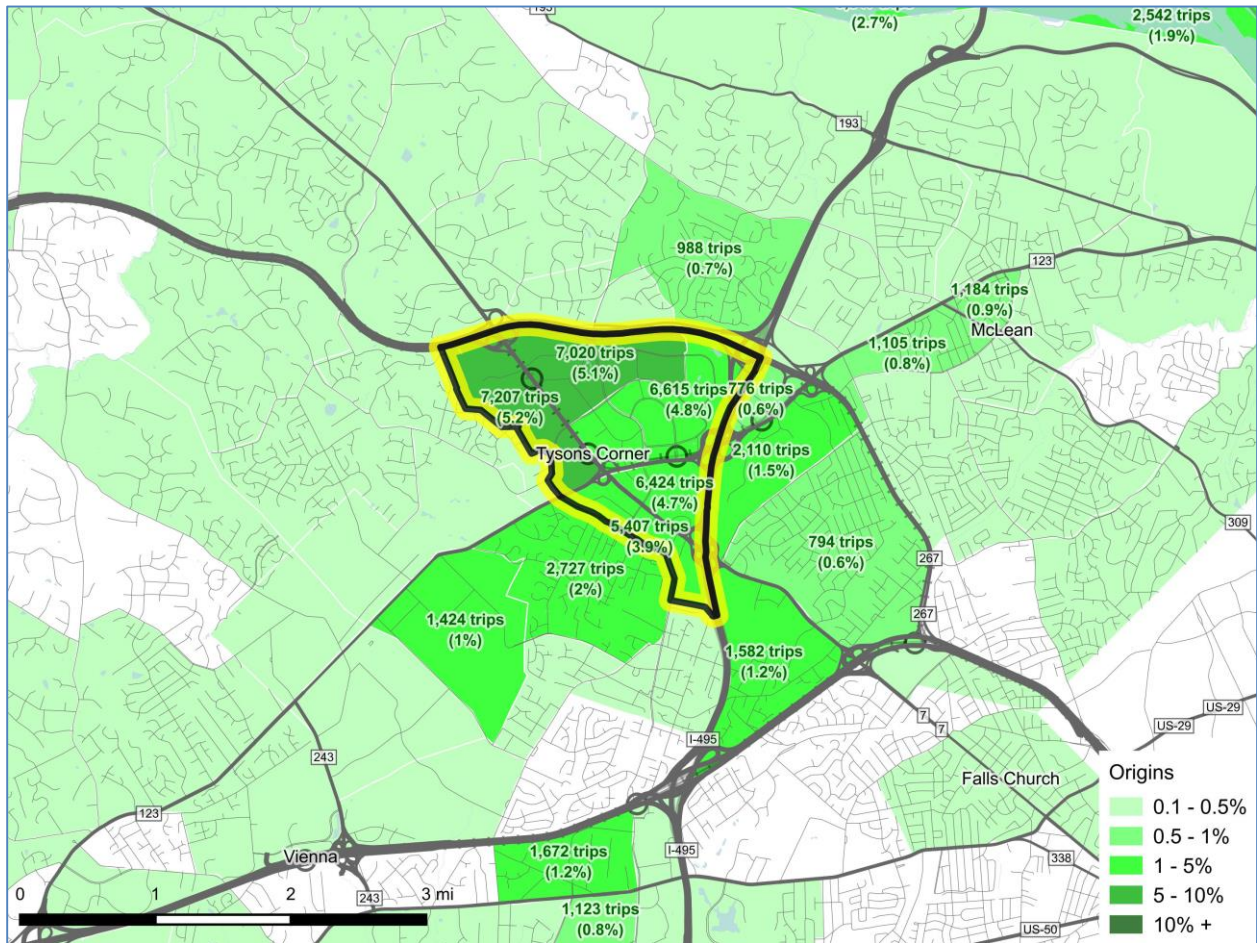 193
2,542 trips
(1.9%)
(2.7%)
193
988 trips
(0.7%)
123
1,184 trips
(0.9%)
McLean
1,105 trips
(0.8%)
7,020 trips
(5.1%)
6,615 trips
(4.8%)
776 trips
(0.6%)
7,207 trips
(5.2%)
Tysons Corner
2,110 trips
(1.5%)
6,424 trips
(4.7%)
5,407 trips
(3.9%)
309
794 trips
(0.6%)
267
2,727 trips
(2%)
267
1,424 trips
(1%)
1,582 trips
(1.2%)
US-29
US-29
7
7
I-495
243
Falls Church
Origins
0.1 - 0.5%
0.5 - 1%
1 - 5%
5 - 10%
10% +
123
Vienna
1,672 trips
(1.2%)
I-495
338
0 1 2 3 mi
243
1,123 trips
(0.8%)
US-50